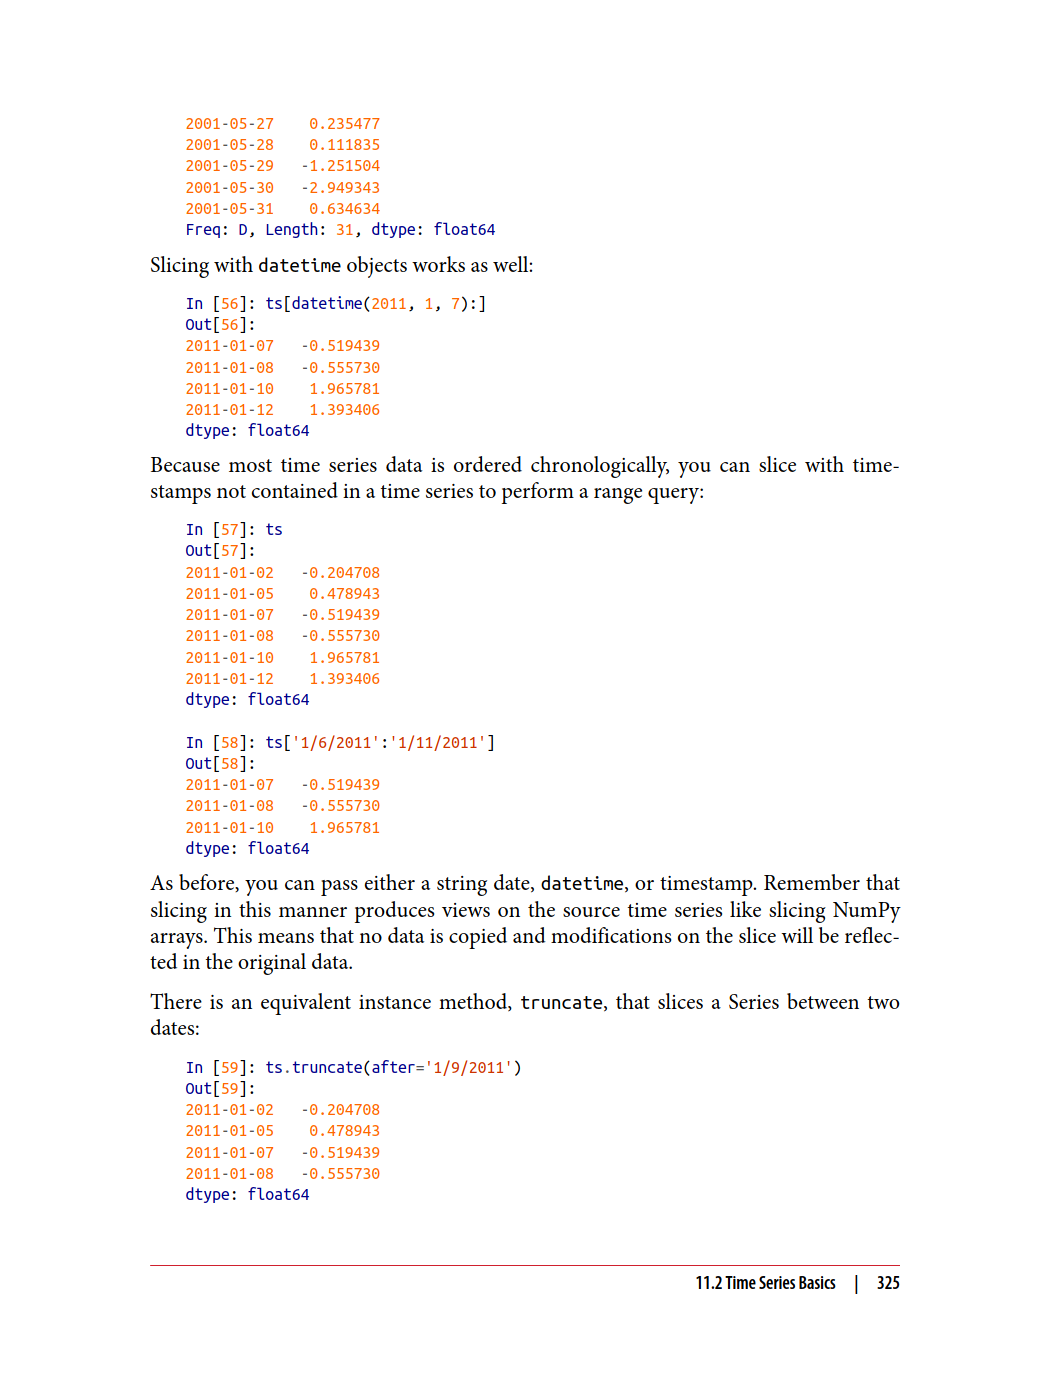 2001-05-27    0.235477
2001-05-28    0.111835
2001-05-29   -1.251504
2001-05-30   -2.949343
2001-05-31    0.634634
Freq: D, Length: 31, dtype: float64
Slicing with datetime objects works as well:
In [56]: ts[datetime(2011, 1, 7):]
Out[56]:
2011-01-07   -0.519439
2011-01-08   -0.555730
2011-01-10    1.965781
2011-01-12    1.393406
dtype: float64
Because most time series data is ordered chronologically, you can slice with time-
stamps not contained in a time series to perform a range query:
In [57]: ts
Out[57]:
2011-01-02   -0.204708
2011-01-05    0.478943
2011-01-07   -0.519439
2011-01-08   -0.555730
2011-01-10    1.965781
2011-01-12    1.393406
dtype: float64
In [58]: ts['1/6/2011':'1/11/2011']
Out[58]:
2011-01-07   -0.519439
2011-01-08   -0.555730
2011-01-10    1.965781
dtype: float64
As before, you can pass either a string date, datetime, or timestamp. Remember that
slicing in this manner produces views on the source time series like slicing NumPy
arrays. This means that no data is copied and modifications on the slice will be reflec-
ted in the original data.
There is an equivalent instance method, truncate, that slices a Series between two
dates:
In [59]: ts.truncate(after='1/9/2011')
Out[59]:
2011-01-02   -0.204708
2011-01-05    0.478943
2011-01-07   -0.519439
2011-01-08   -0.555730
dtype: float64
11.2 Time Series Basics | 325